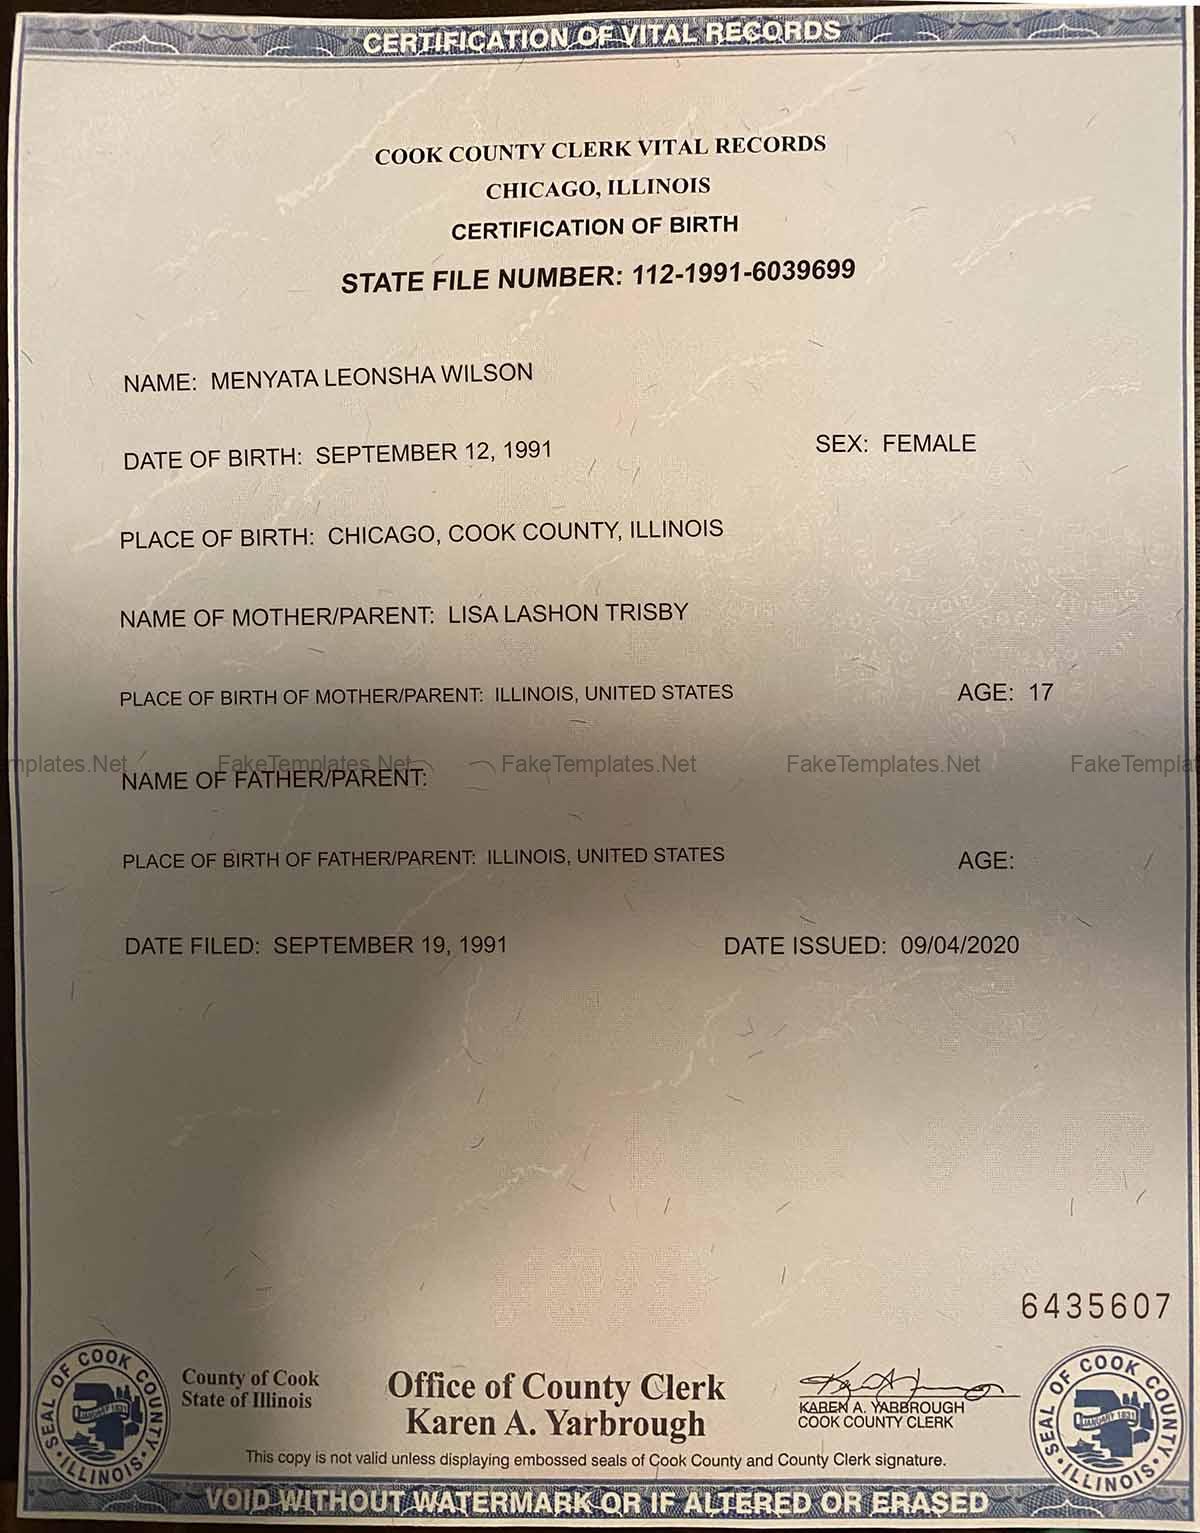 CERTIFICATION OF VITAL RECORDS
COOK COUNTY CLERK VITAL RECORDS
CHICAGO, ILLINOIS
CERTIFICATION OF BIRTH
STATE FILE NUMBER: 112-1991-6039699
NAME: MENYATA LEONSHA WILSON
DATE OF BIRTH: SEPTEMBER 12, 1991 SEX: FEMALE
PLACE OF BIRTH: CHICAGO, COOK COUNTY, ILLINOIS
NAME OF MOTHER/PARENT: LISA LASHON TRISBY
PLACE OF BIRTH OF MOTHER/PARENT: ILLINOIS, UNITED STATES AGE: 17
mplates.Net FakeTemplates.Net FakeTemplates.Net FakeTemplates.Net FakeTempla
NAME OF FATHER/PARENT:
PLACE OF BIRTH OF FATHER/PARENT: ILLINOIS, UNITED STATES AGE:
DATE FILED: SEPTEMBER 19, 1991 DATE ISSUED: 09/04/2020
6435607
SEAL OF COOK COUNTY ILLINOIS
JANUARY 1831
County of Cook
State of Illinois
Office of County Clerk
Karen A. Yarbrough
KAREN A. YARBROUGH
COOK COUNTY CLERK
SEAL OF COOK COUNTY ILLINOIS
JANUARY 1831
This copy is not valid unless displaying embossed seals of Cook County and County Clerk signature.
VOID WITHOUT WATERMARK OR IF ALTERED OR ERASED